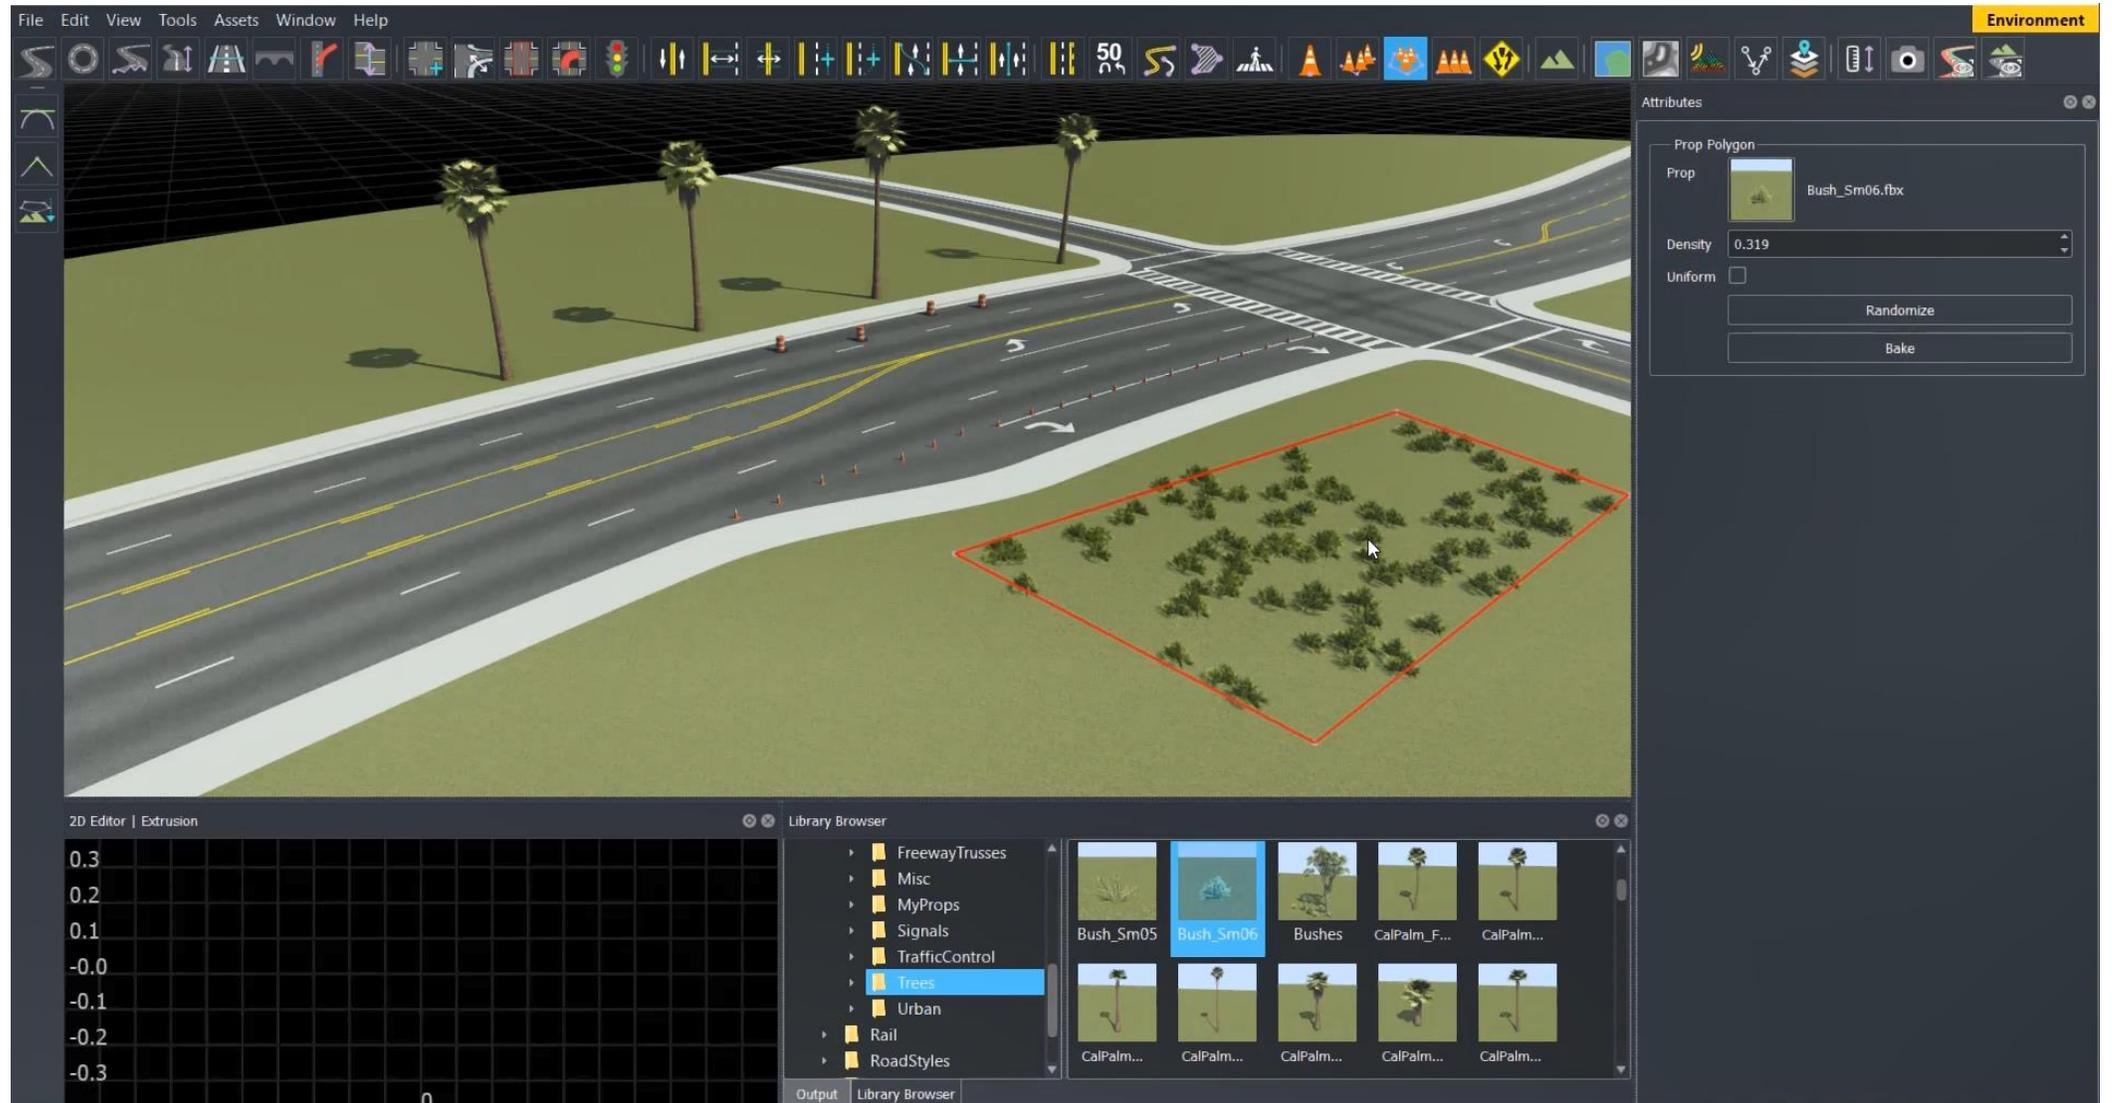 File Edit View Tools Assets Window Help
Environment
50
Attributes
Prop Polygon
Prop
Bush_Sm06.fbx
Density 0.319
Uniform
Randomize
Bake
2D Editor | Extrusion
0.3
0.2
0.1
-0.0
-0.1
-0.2
-0.3
0
Library Browser
FreewayTrusses
Misc
MyProps
Signals
TrafficControl
Trees
Urban
Rail
RoadStyles
Bush_Sm05 Bush_Sm06 Bushes CalPalm_F... CalPalm...
CalPalm... CalPalm... CalPalm... CalPalm... CalPalm...
Output Library Browser